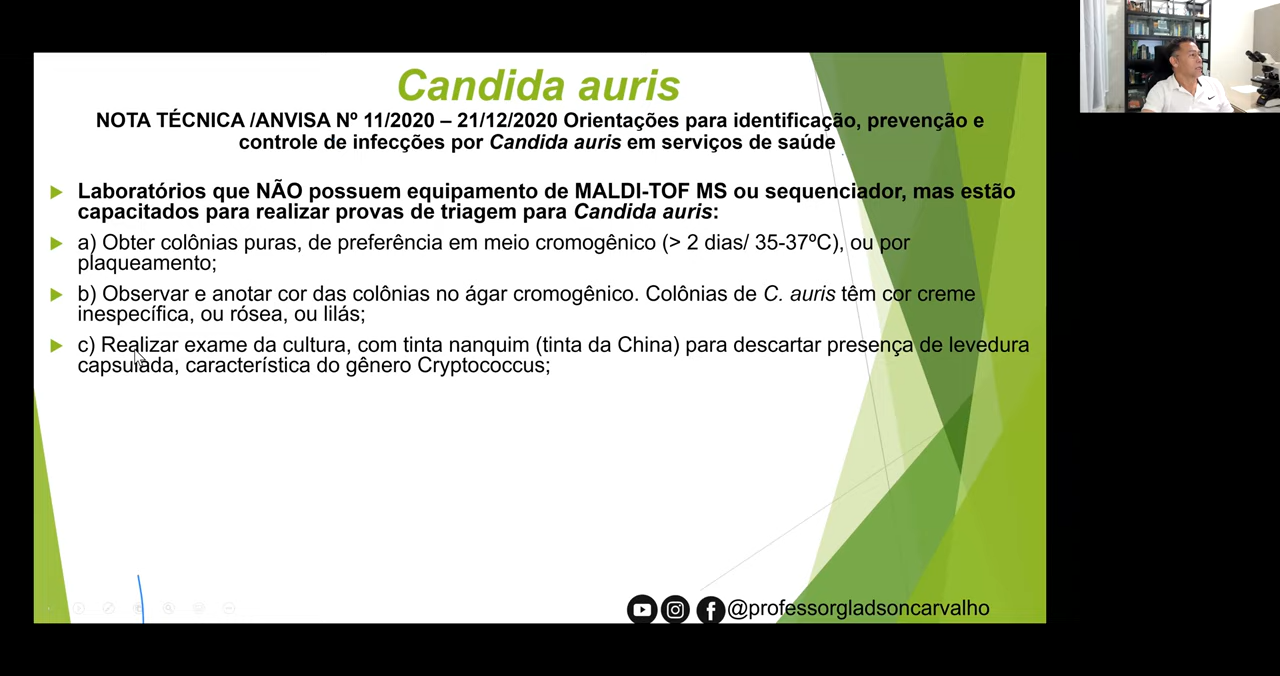 Candida auris
NOTA TÉCNICA /ANVISA Nº 11/2020 – 21/12/2020 Orientações para identificação, prevenção e
controle de infecções por Candida auris em serviços de saúde
Laboratórios que NÃO possuem equipamento de MALDI-TOF MS ou sequenciador, mas estão
capacitados para realizar provas de triagem para Candida auris:
a) Obter colônias puras, de preferência em meio cromogênico (> 2 dias/ 35-37ºC), ou por
plaqueamento;
b) Observar e anotar cor das colônias no ágar cromogênico. Colônias de C. auris têm cor creme
inespecífica, ou rósea, ou lilás;
c) Realizar exame da cultura, com tinta nanquim (tinta da China) para descartar presença de levedura
capsulada, característica do gênero Cryptococcus;
@professorgladsoncarvalho